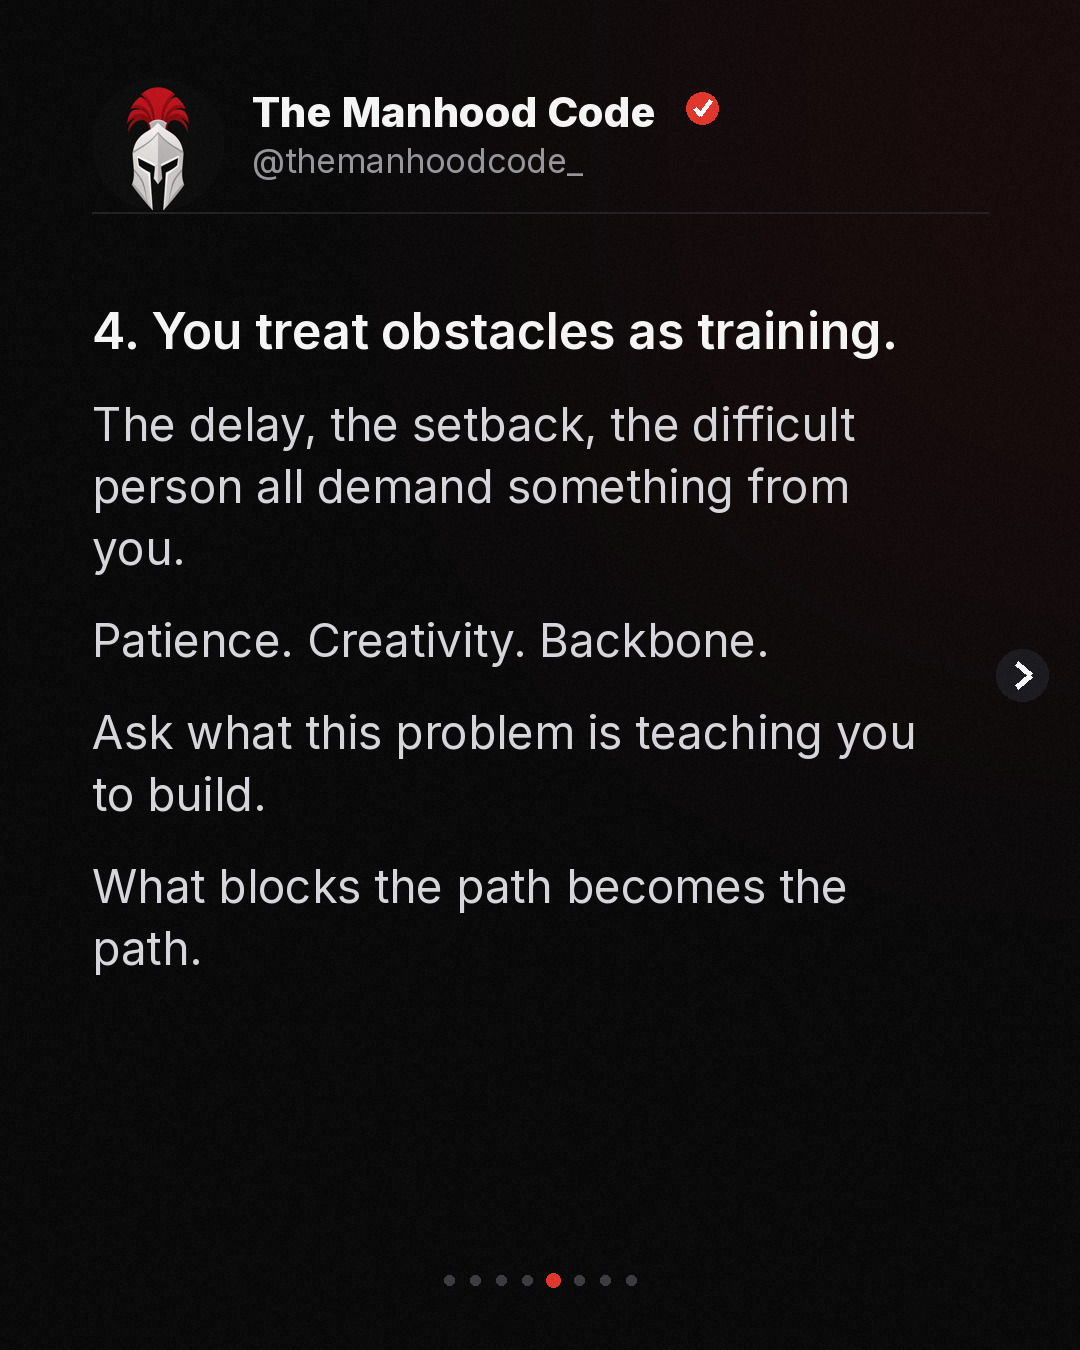 The Manhood Code
@themanhoodcode_
4. You treat obstacles as training.
The delay, the setback, the difficult
person all demand something from
you.
Patience. Creativity. Backbone.
Ask what this problem is teaching you
to build.
What blocks the path becomes the
path.